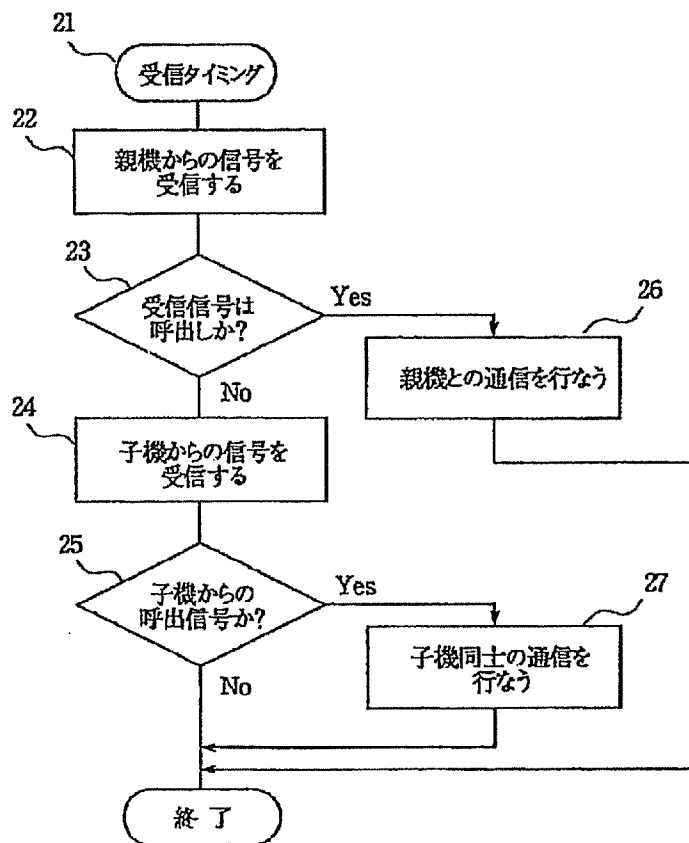 21
受信タイミング
22
親機からの信号を
受信する
23
受信信号は
呼出しか?
Yes
No
26
親機との通信を行なう
24
子機からの信号を
受信する
25
子機からの
呼出信号か?
Yes
No
27
子機同士の通信を
行なう
終 了